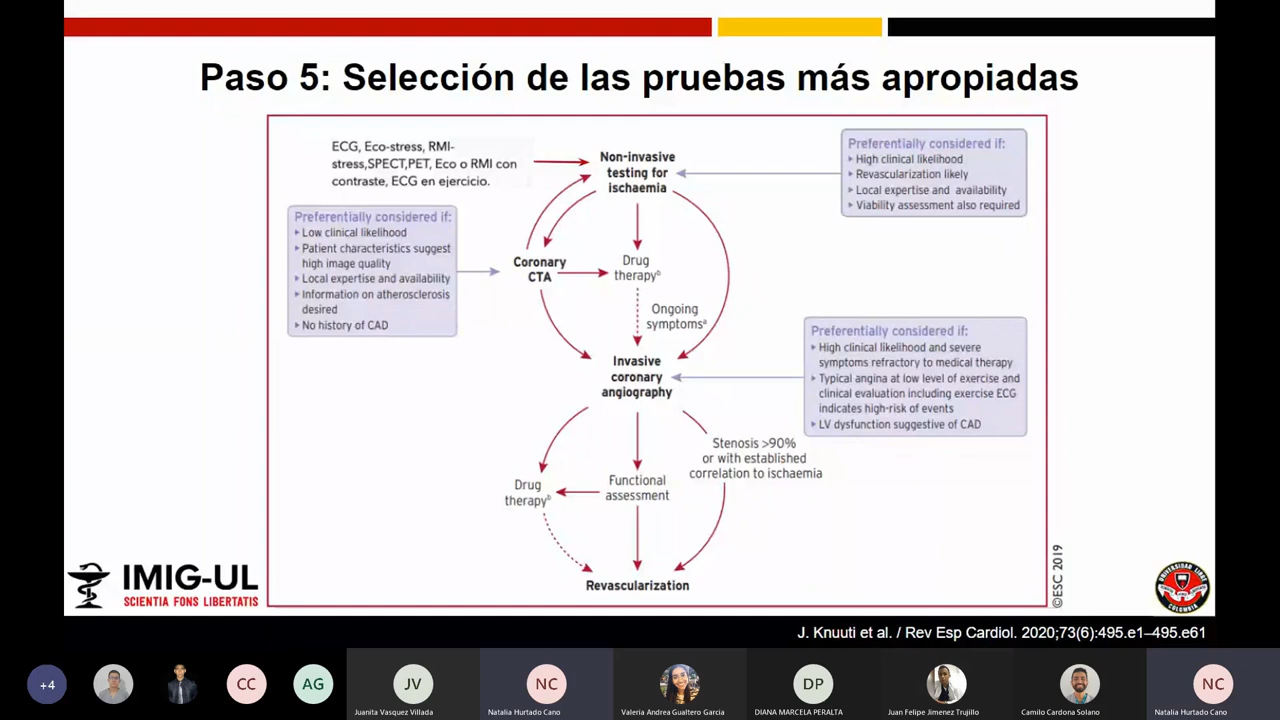 Paso 5: Selección de las pruebas más apropiadas
ECG, Eco-stress, RMI-
stress,SPECT,PET, Eco o RMI con
contraste, ECG en ejercicio.
Non-invasive
testing for
ischaemia
Preferentially considered if:
High clinical likelihood
Revascularization likely
Local expertise and availability
Viability assessment also required
Preferentially considered if:
Low clinical likelihood
Patient characteristics suggest
high image quality
Local expertise and availability
Information on atherosclerosis
desired
No history of CAD
Coronary
CTA
Drug
therapyb
Ongoing
symptomsa
Invasive
coronary
angiography
Preferentially considered if:
High clinical likelihood and severe
symptoms refractory to medical therapy
Typical angina at low level of exercise and
clinical evaluation including exercise ECG
indicates high-risk of events
LV dysfunction suggestive of CAD
Stenosis >90%
or with established
correlation to ischaemia
Drug
therapyb
Functional
assessment
Revascularization
©ESC 2019
IMIG-UL
SCIENTIA FONS LIBERTATIS
UNIVERSIDAD LIBRE
COLOMBIA
J. Knuuti et al. / Rev Esp Cardiol. 2020;73(6):495.e1–495.e61
+4
CC
AG
JV
NC
DP
NC
Juanita Vasquez Villada
Natalia Hurtado Cano
Valeria Andrea Gualtero Garcia
DIANA MARCELA PERALTA
Juan Felipe Jimenez Trujillo
Camilo Cardona Solano
Natalia Hurtado Cano